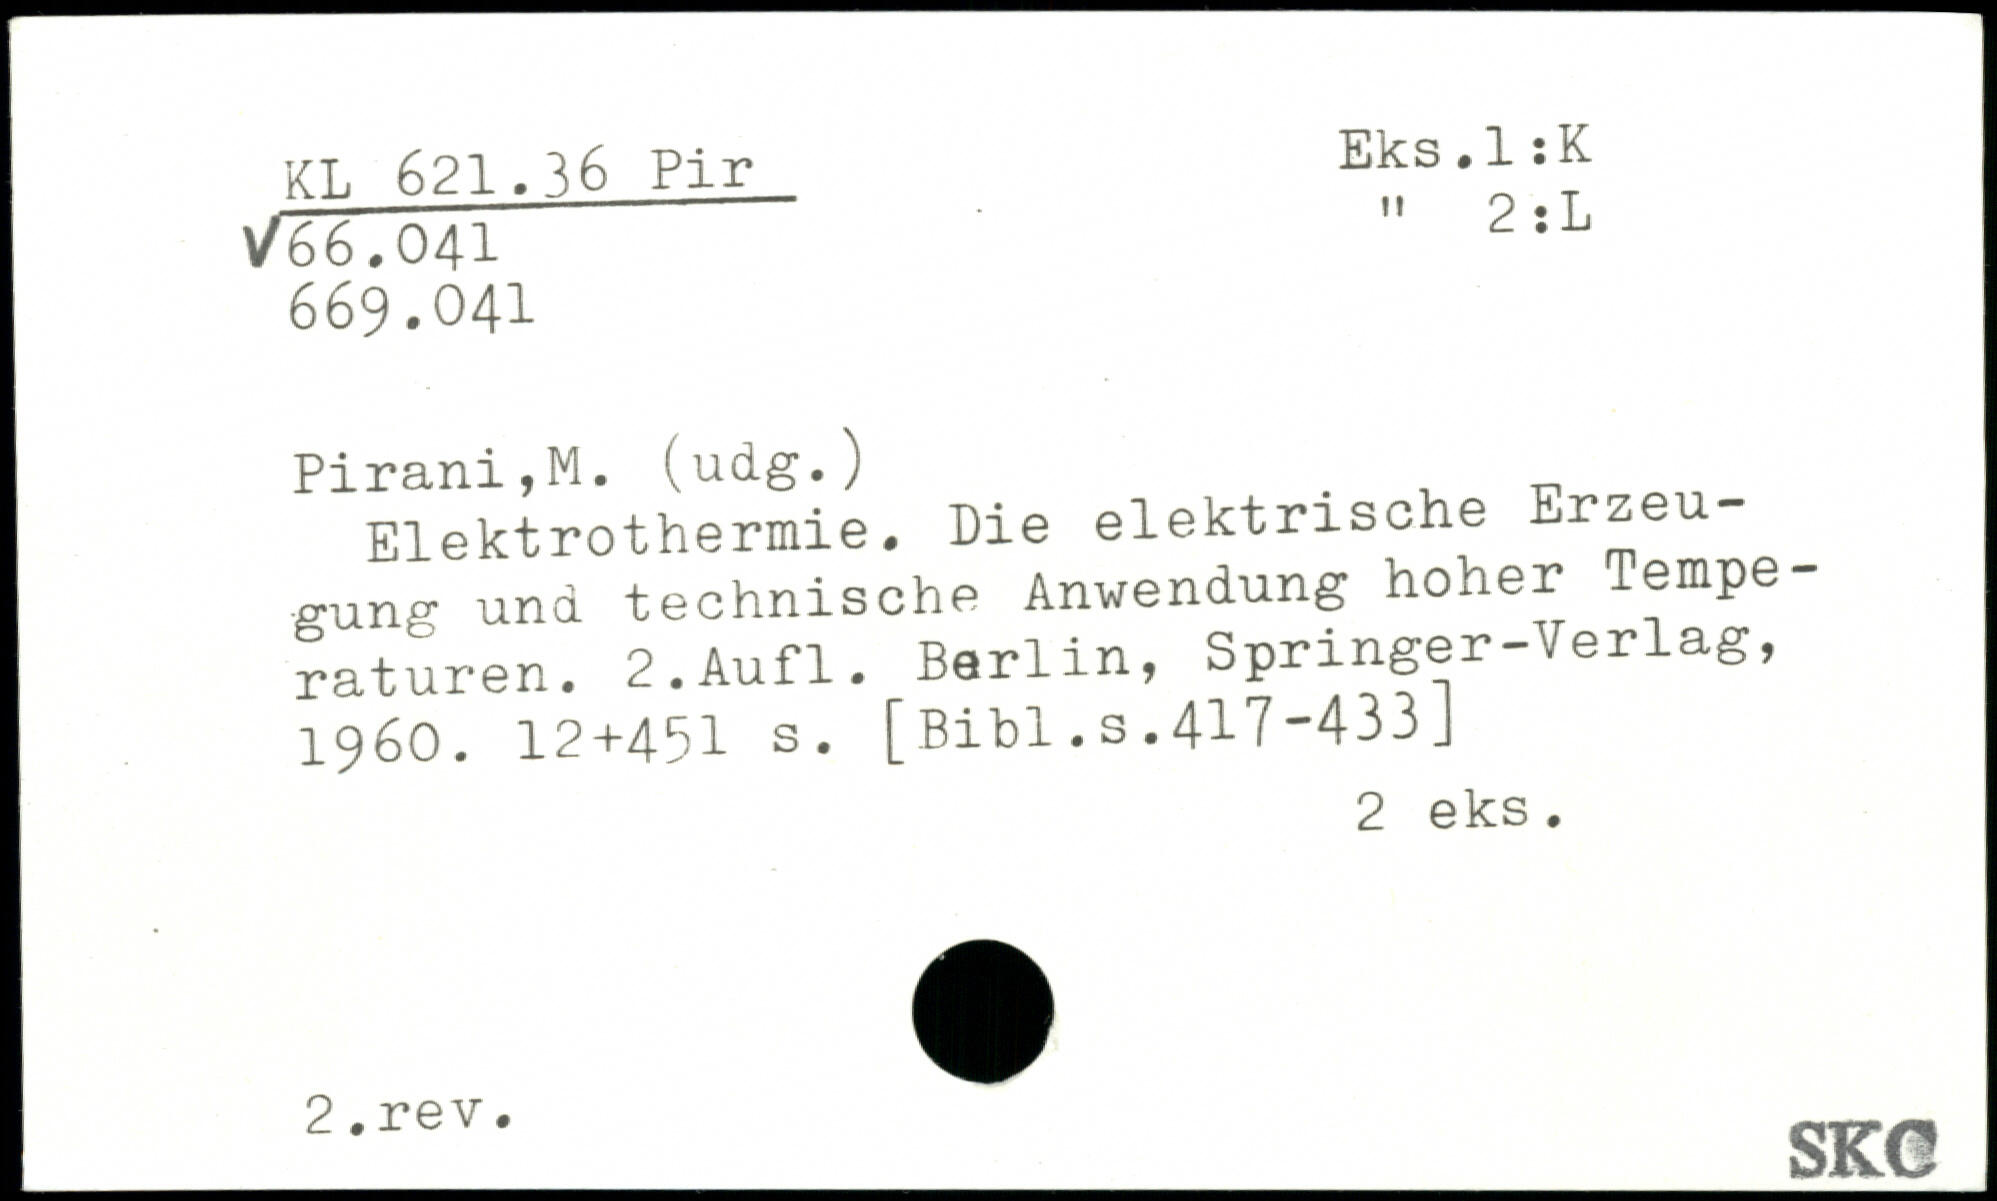 KL 621.36 Pir
√66.041
669.041
Eks.1:K
" 2:L
Pirani,M. (udg.)
Elektrothermie. Die elektrische Erzeu-
gung und technische Anwendung hoher Tempe-
raturen. 2.Aufl. Berlin, Springer-Verlag,
1960. 12+451 s. [Bibl.s.417-433]
2 eks.
2.rev.
SKC